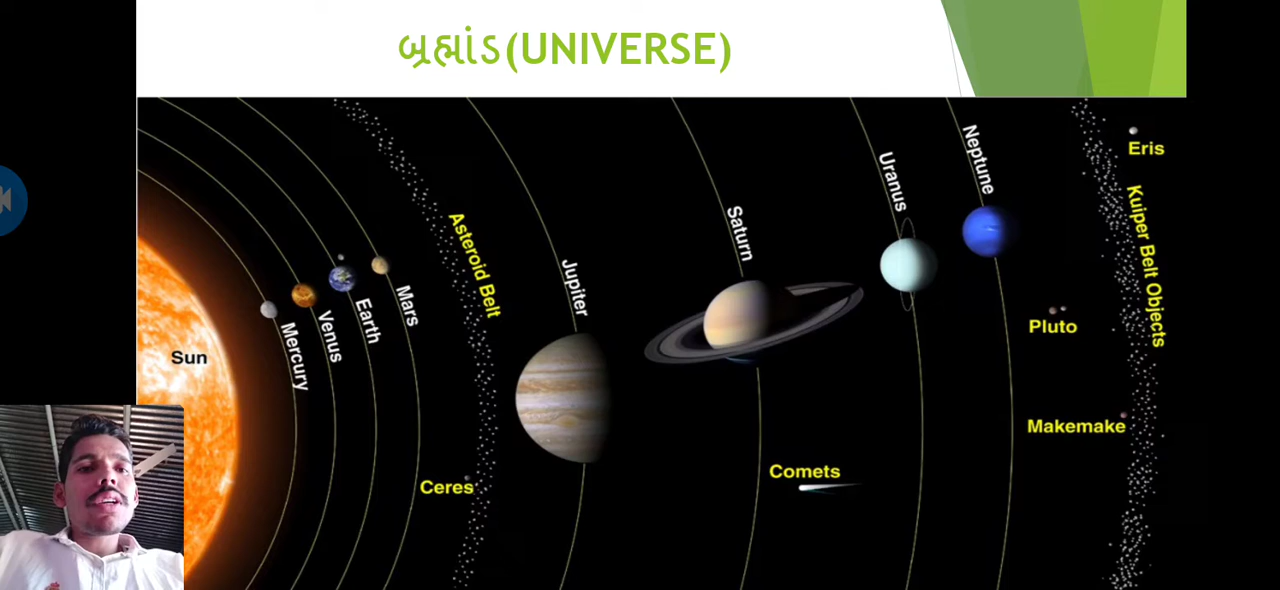 બ્રહ્માંડ(UNIVERSE)
Eris
Neptune
Uranus
Kuiper Belt Objects
Saturn
Asteroid Belt
Jupiter
Mars
Earth
Venus
Mercury
Sun
Pluto
Makemake
Comets
Ceres